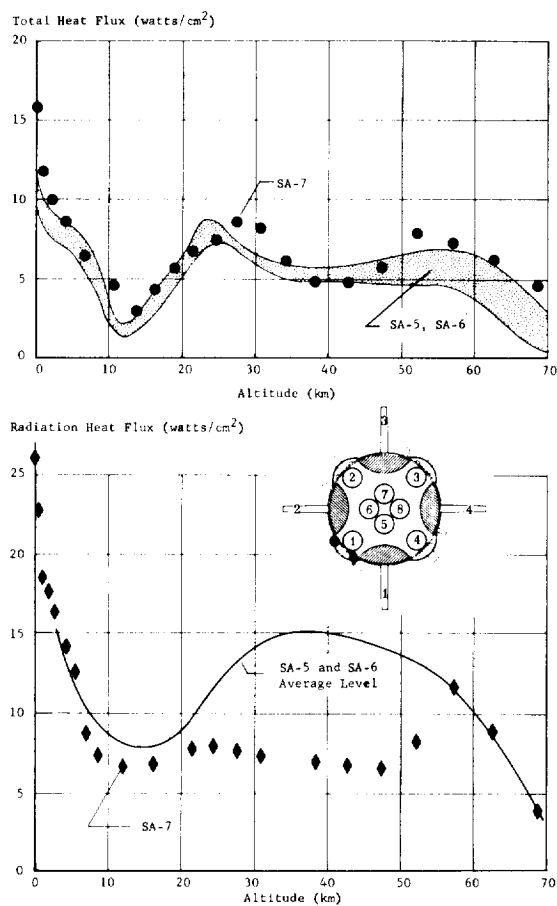 Total Heat Flux (watts/cm²)
20
15
10
5
0
SA-7
SA-5, SA-6
0 10 20 30 40 50 60 70
Altitude (km)
Radiation Heat Flux (watts/cm²)
25
20
15
10
5
0
3
2 3
7
2 6 8 4
5
1 4
1
SA-5 and SA-6
Average Level
SA-7
0 10 20 30 40 50 60 70
Altitude (km)